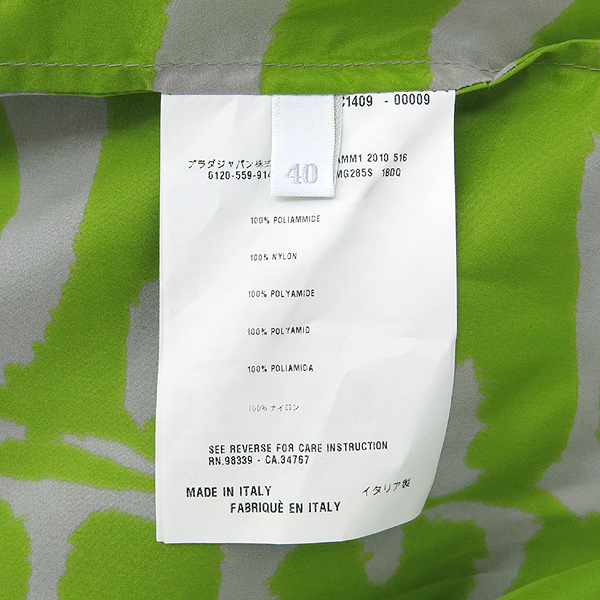 1409 - 00009
プラダジャパン株式
AMM1 2010 516
0120-559-914
MG285S 1BDQ
40
100% POLIAMMIDE
100% NYLON
100% POLYAMIDE
100% POLYAMID
100% POLIAMIDA
100% ナイロン
SEE REVERSE FOR CARE INSTRUCTION
RN.98339 - CA.34767
MADE IN ITALY イタリア製
FABRIQUÈ EN ITALY